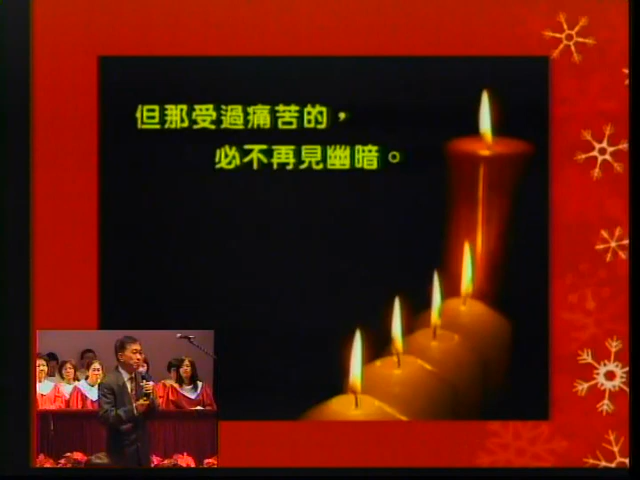 但那受過痛苦的，
必不再見幽暗。